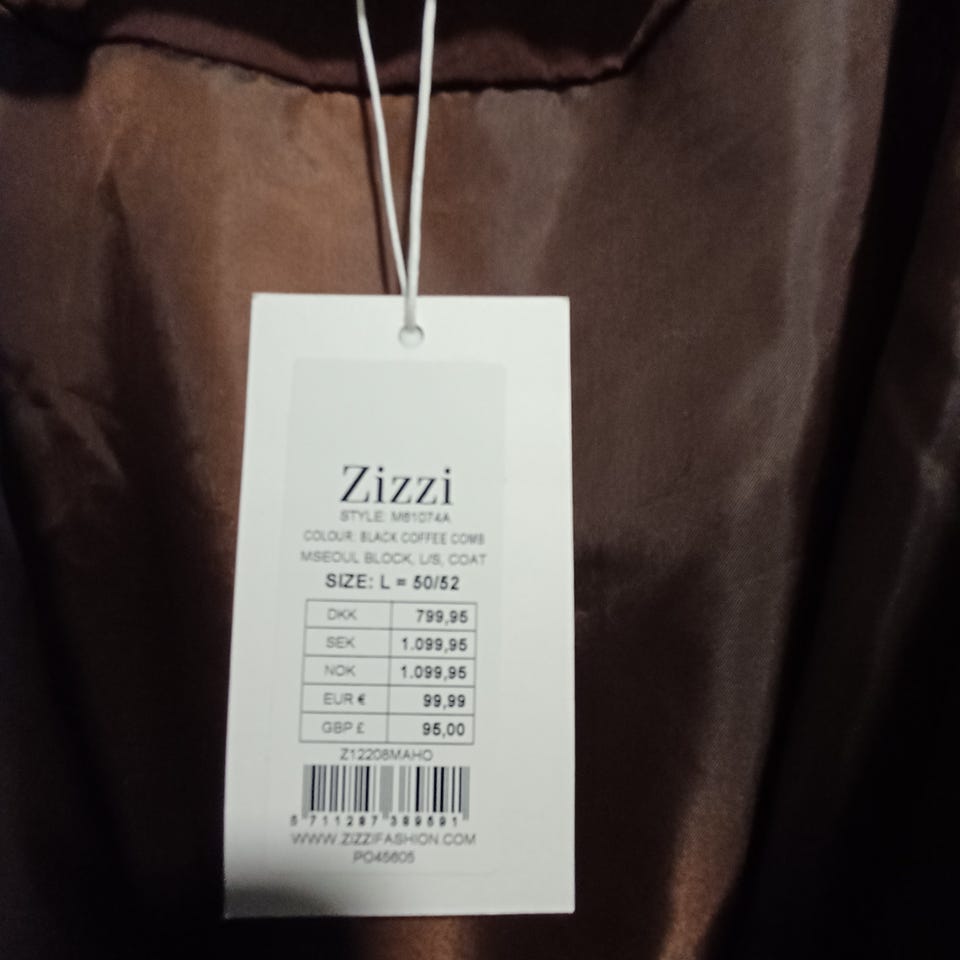 Zizzi
STYLE: M61074A
COLOUR: BLACK COFFEE COMB
MSEOUL BLOCK, L/S, COAT
SIZE: L = 50/52
DKK 799,95
SEK 1.099,95
NOK 1.099,95
EUR € 99,99
GBP £ 95,00
Z12208MAHO
5 711287 389591
WWW.ZIZZIFASHION.COM
PO45605